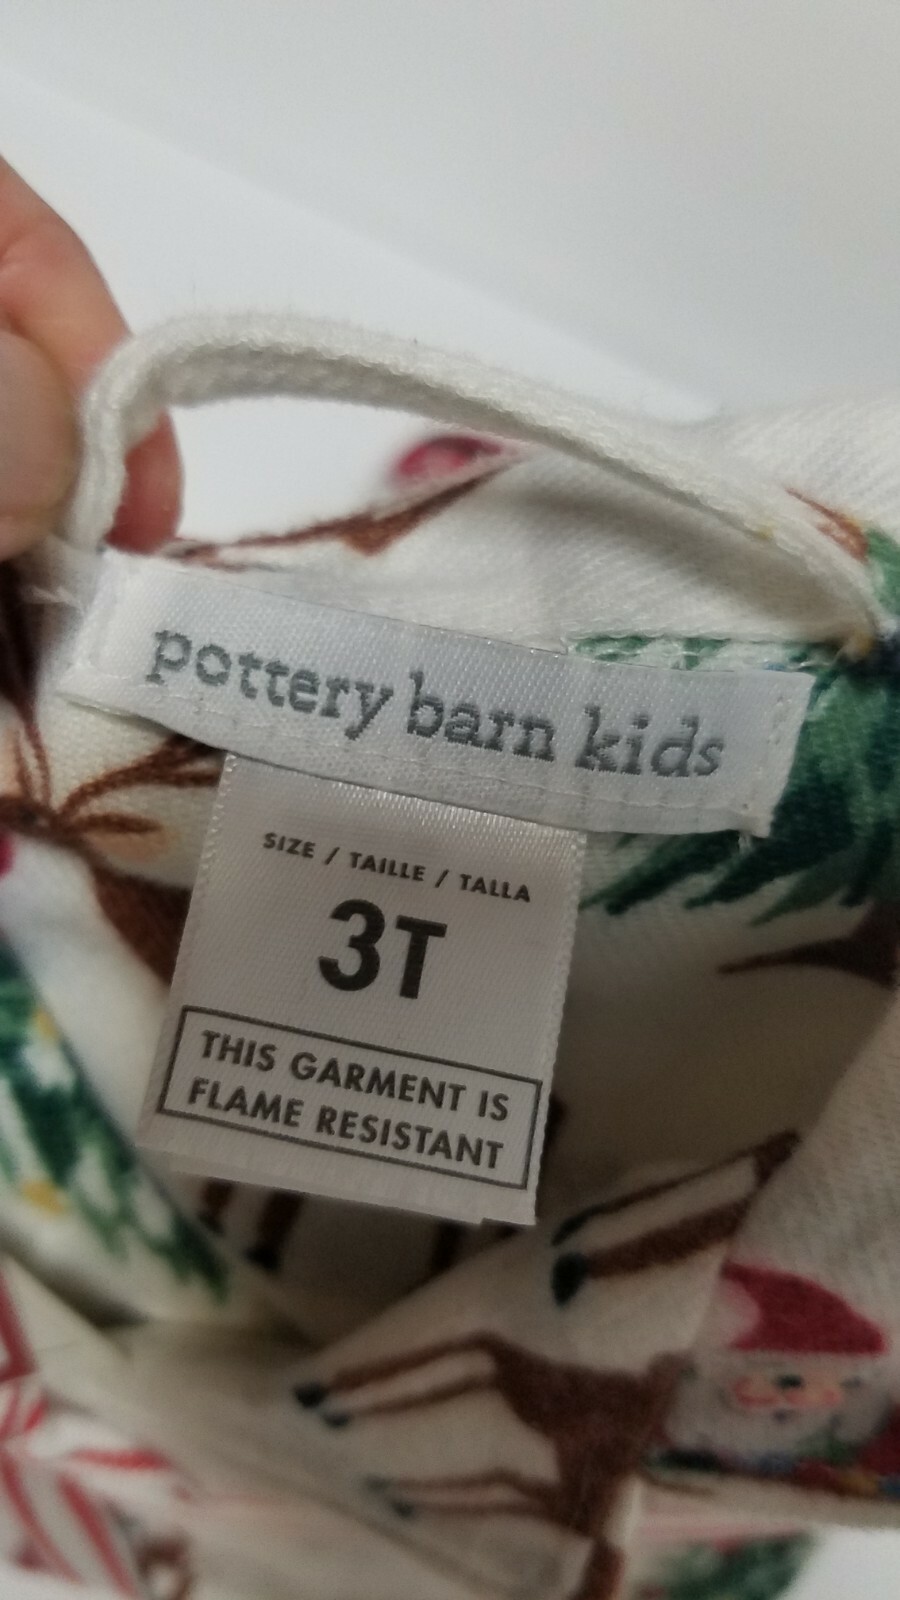 pottery barn kids
SIZE / TAILLE / TALLA
3T
THIS GARMENT IS
FLAME RESISTANT